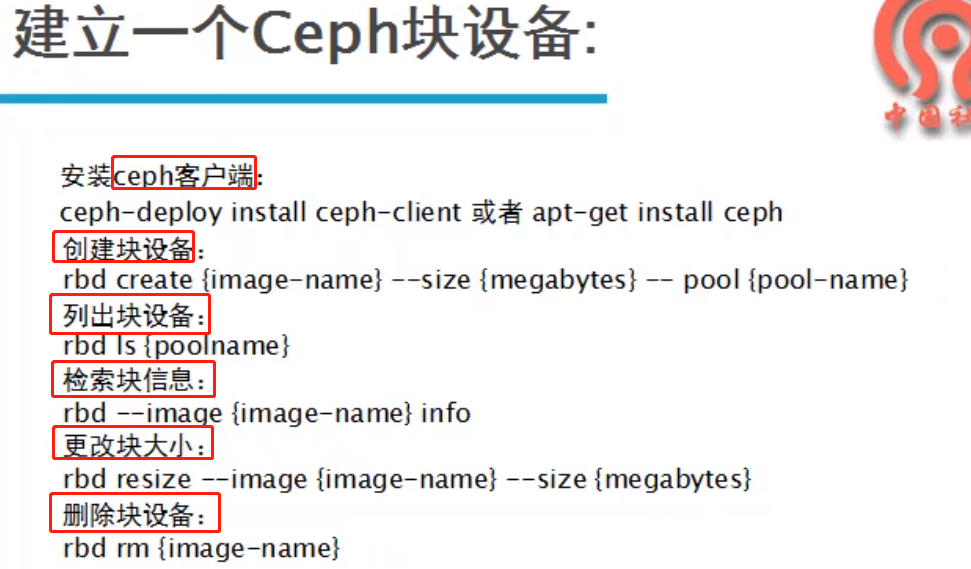 建立一个Ceph块设备:
中国社
安装ceph客户端：
ceph-deploy install ceph-client 或者 apt-get install ceph
创建块设备：
rbd create {image-name} --size {megabytes} -- pool {pool-name}
列出块设备：
rbd ls {poolname}
检索块信息：
rbd --image {image-name} info
更改块大小：
rbd resize --image {image-name} --size {megabytes}
删除块设备：
rbd rm {image-name}